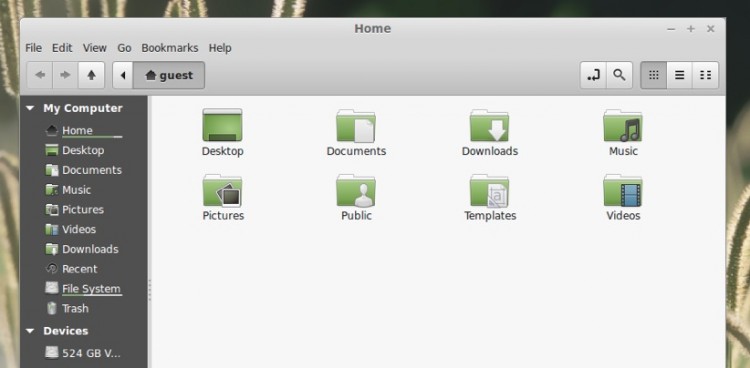 Home
File Edit View Go Bookmarks Help
guest
My Computer
Home
Desktop
Documents
Music
Pictures
Videos
Downloads
Recent
File System
Trash
Devices
524 GB V...
Desktop Documents Downloads Music
Pictures Public Templates Videos